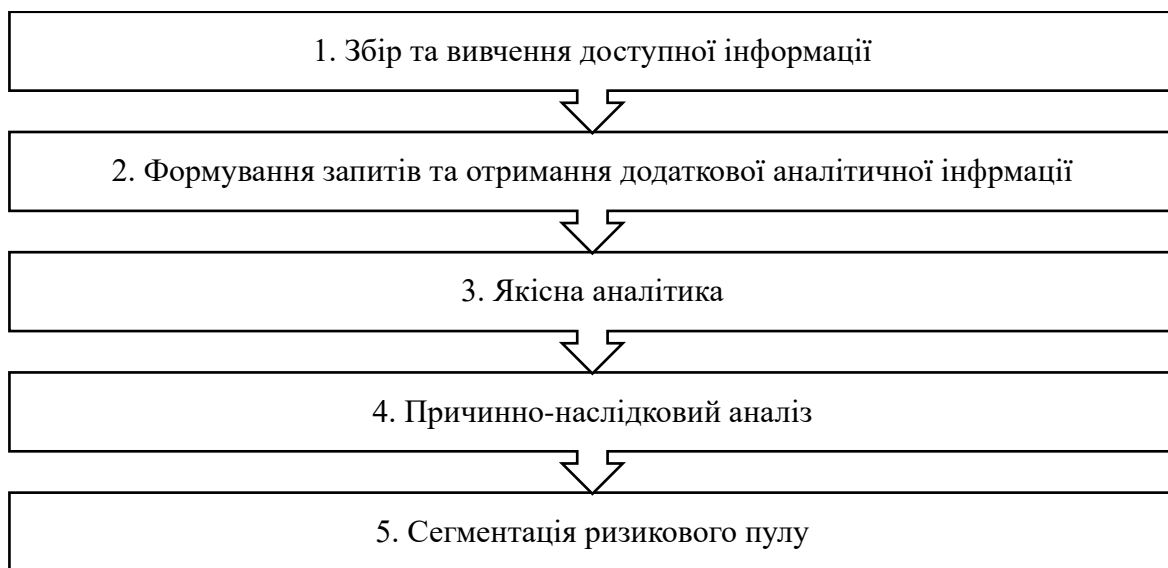 1. Збір та вивчення доступної інформації
2. Формування запитів та отримання додаткової аналітичної інфрмації
3. Якісна аналітика
4. Причинно-наслідковий аналіз
5. Сегментація ризикового пулу